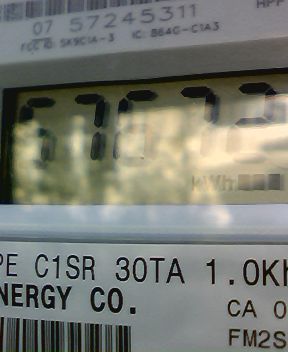 07 57245311
FCC ID: SK9C1A-3 IC: 864G-C1A3
kWh
PE C1SR 30TA 1.0Kh
NERGY CO.
CA 0
FM2S